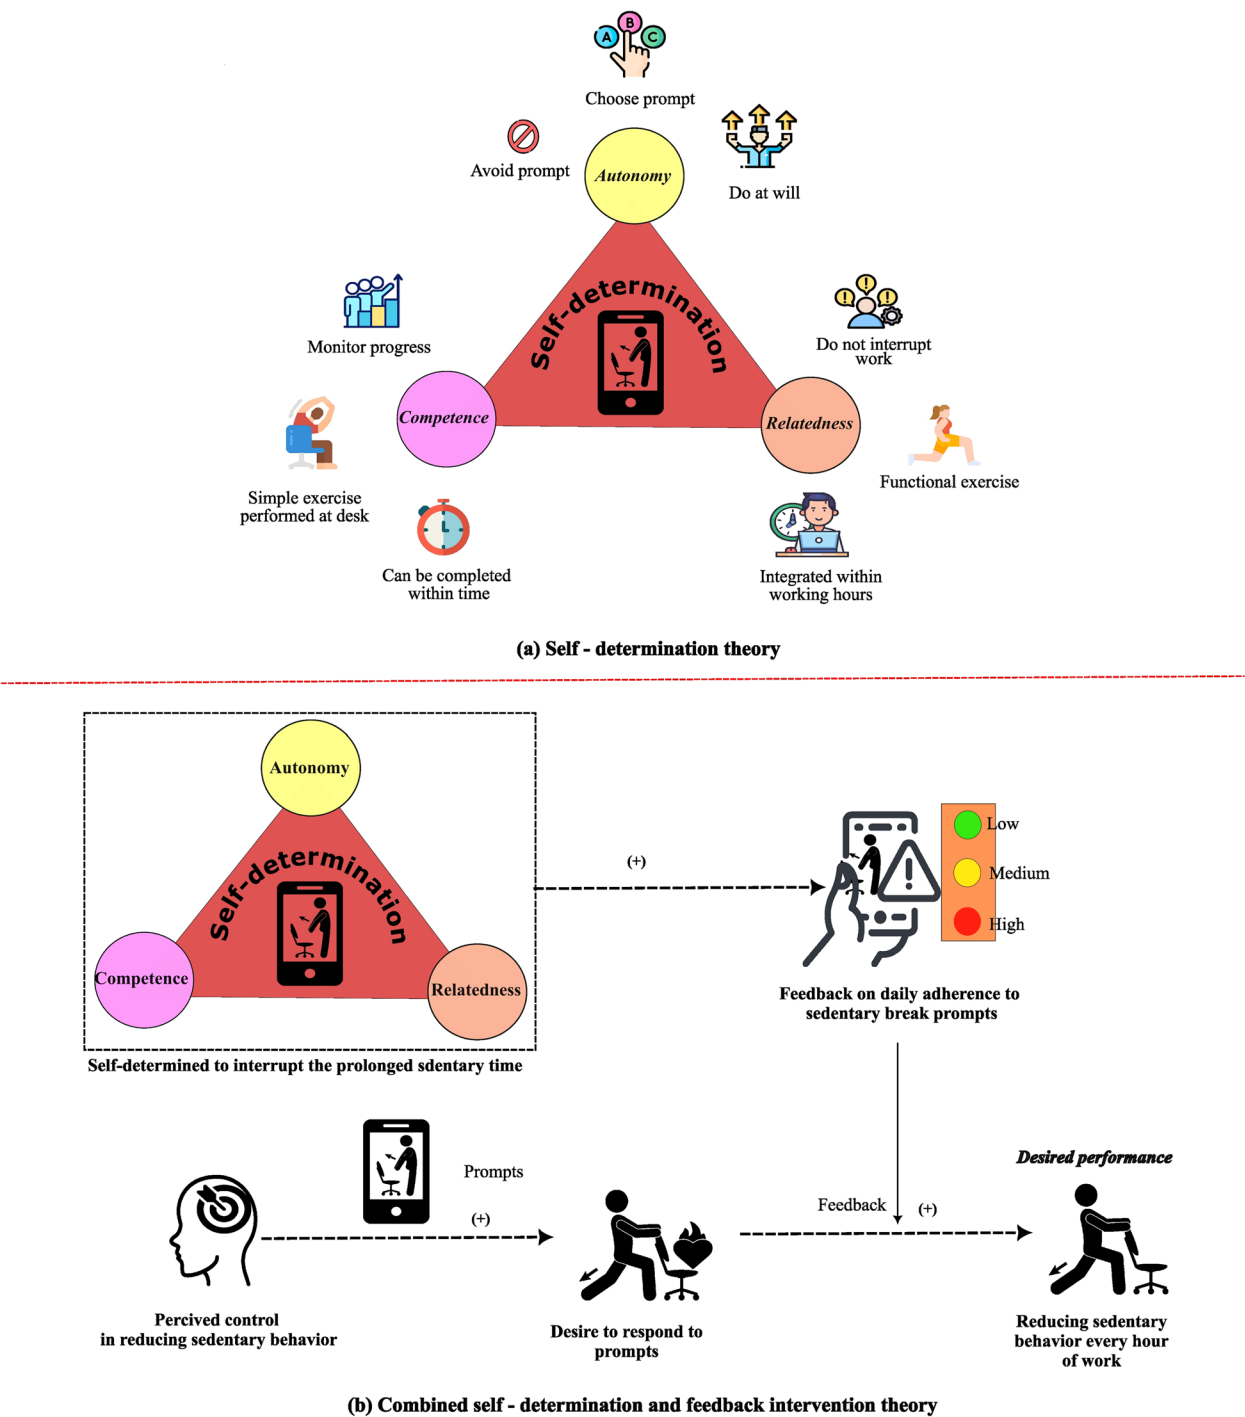 A
B
C
Choose prompt
Avoid prompt
Do at will
Autonomy
Self-determination
Monitor progress
Do not interrupt
work
Competence
Relatedness
Simple exercise
performed at desk
Functional exercise
Can be completed
within time
Integrated within
working hours
(a) Self - determination theory
Autonomy
Self-determination
Competence
Relatedness
(+)
Low
Medium
High
Self-determined to interrupt the prolonged sdentary time
Feedback on daily adherence to
sedentary break prompts
Prompts
(+)
Feedback
(+)
Desired performance
Percived control
in reducing sedentary behavior
Desire to respond to
prompts
Reducing sedentary
behavior every hour
of work
(b) Combined self - determination and feedback intervention theory